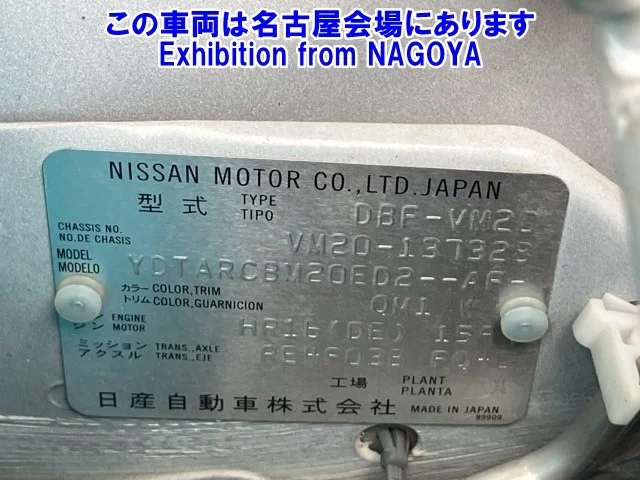 この車両は名古屋会場にあります
Exhibition from NAGOYA
NISSAN MOTOR CO.,LTD.JAPAN
型式 TYPE TIPO DBF-VM20
CHASSIS NO. NO.DE CHASIS VM20-137328
MODEL MODELO YDTARCBM20ED2--AF-
カラー COLOR,TRIM
トリム COLOR,GUARNICION QM1 W
ENGINE MOTOR HR16(DE)
ミッション TRANS.,AXLE
アクスル TRANS.,EJE
工場 PLANT PLANTA
日産自動車株式会社 MADE IN JAPAN
89909